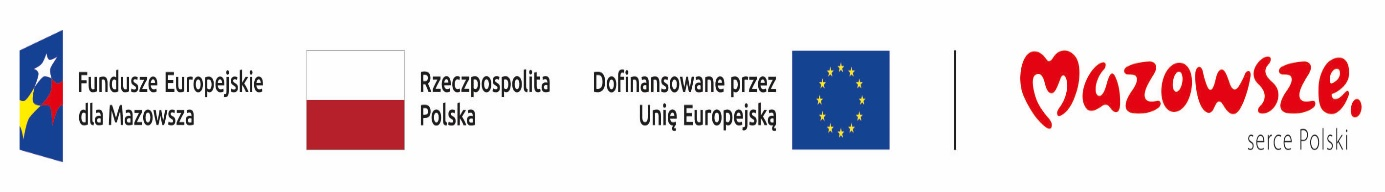 Fundusze Europejskie
dla Mazowsza
Rzeczpospolita
Polska
Dofinansowane przez
Unię Europejską
Mazowsze.
serce Polski